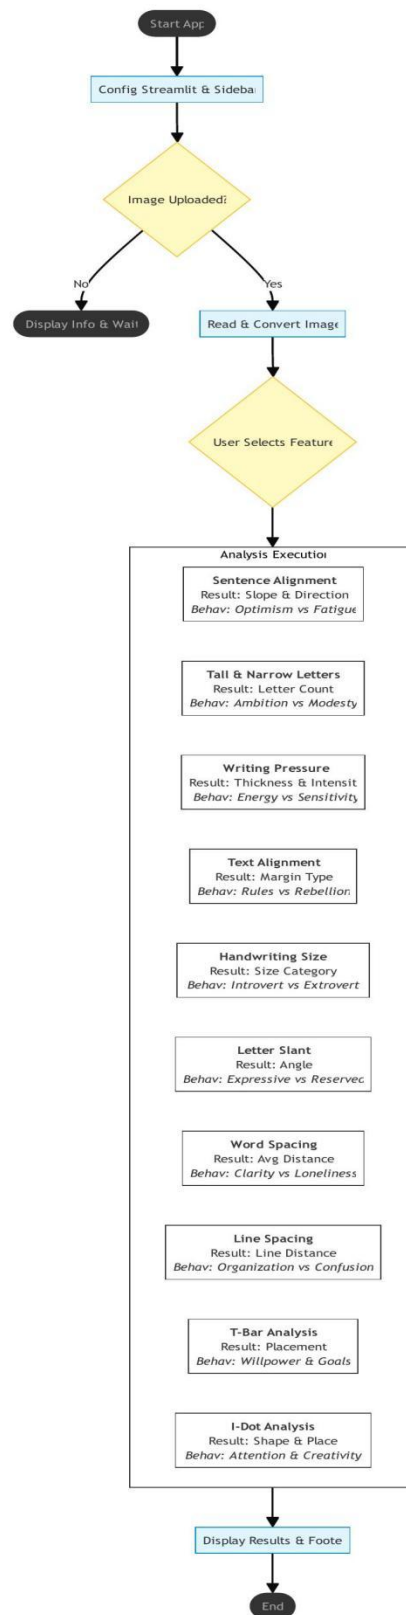 Start App
Config Streamlit & Sideba
Image Uploaded?
No
Yes
Display Info & Wait
Read & Convert Image
User Selects Feature
Analysis Execution
Sentence Alignment
Result: Slope & Direction
Behav: Optimism vs Fatigue
Tall & Narrow Letters
Result: Letter Count
Behav: Ambition vs Modesty
Writing Pressure
Result: Thickness & Intensit
Behav: Energy vs Sensitivity
Text Alignment
Result: Margin Type
Behav: Rules vs Rebellion
Handwriting Size
Result: Size Category
Behav: Introvert vs Extrovert
Letter Slant
Result: Angle
Behav: Expressive vs Reserved
Word Spacing
Result: Avg Distance
Behav: Clarity vs Loneliness
Line Spacing
Result: Line Distance
Behav: Organization vs Confusion
T-Bar Analysis
Result: Placement
Behav: Willpower & Goals
I-Dot Analysis
Result: Shape & Place
Behav: Attention & Creativity
Display Results & Foote
End